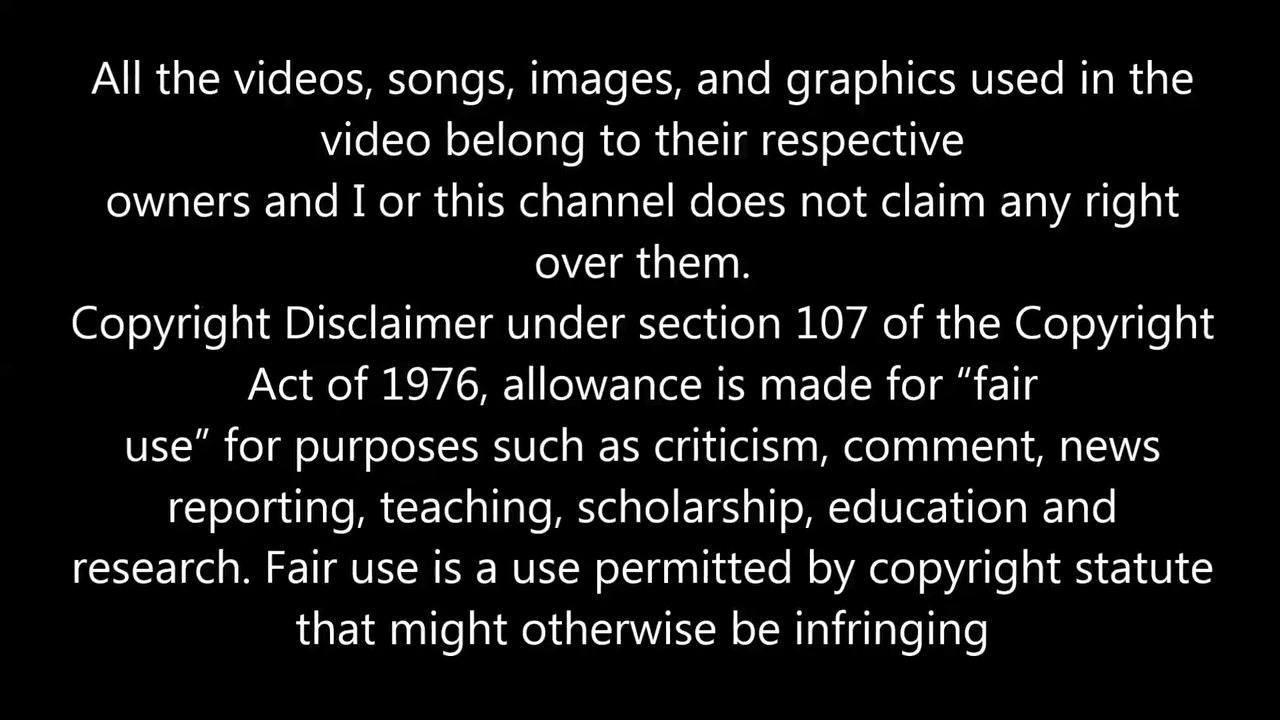 All the videos, songs, images, and graphics used in the
video belong to their respective
owners and I or this channel does not claim any right
over them.
Copyright Disclaimer under section 107 of the Copyright
Act of 1976, allowance is made for “fair
use” for purposes such as criticism, comment, news
reporting, teaching, scholarship, education and
research. Fair use is a use permitted by copyright statute
that might otherwise be infringing